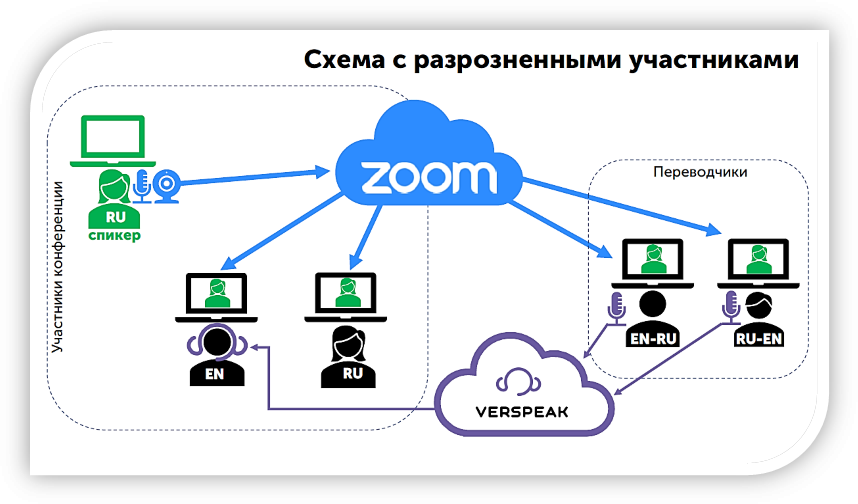 Схема с разрозненными участниками
Участники конференции
zoom
Переводчики
RU
спикер
EN
RU
EN-RU
RU-EN
VERSPEAK